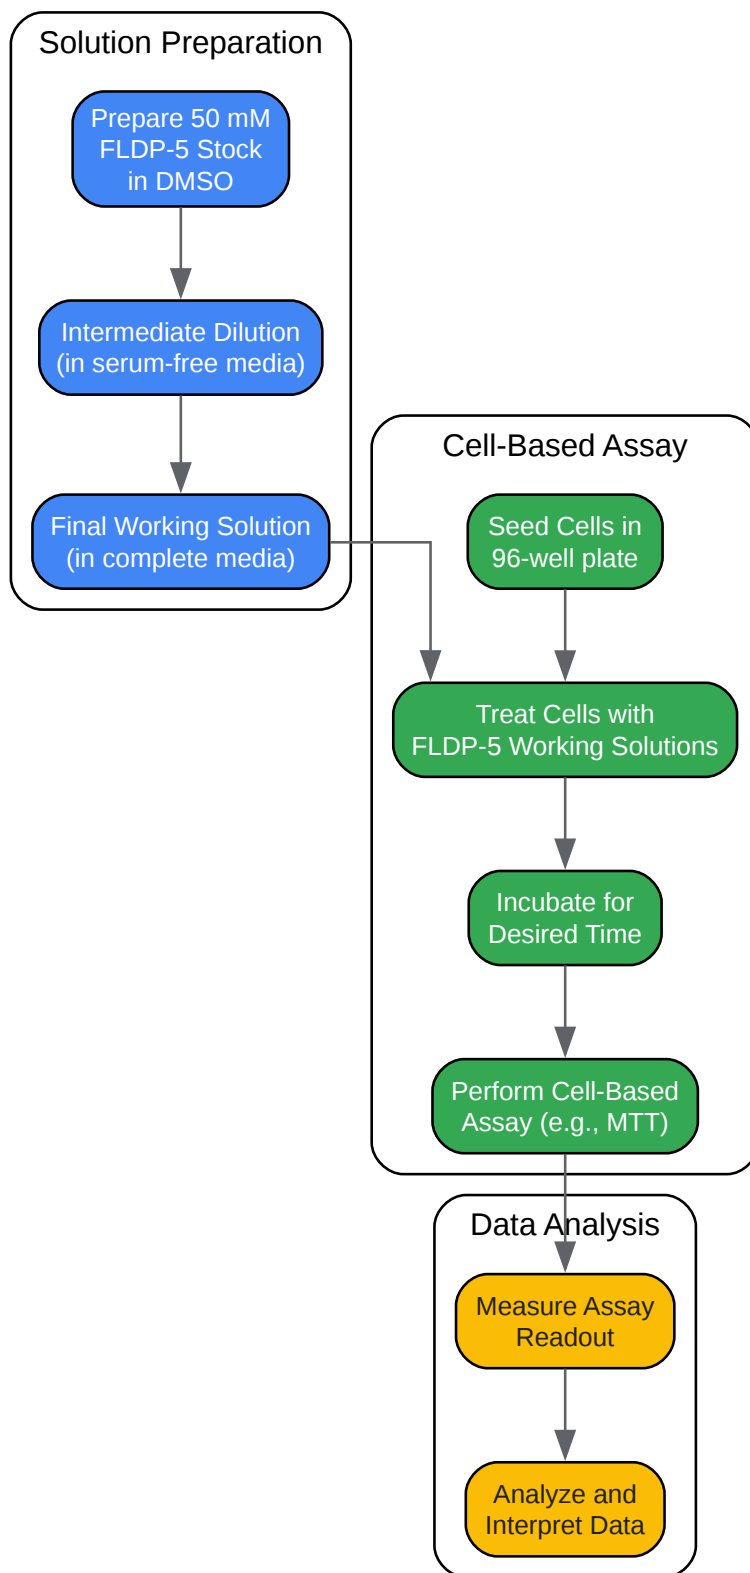 Solution Preparation
Prepare 50 mM
FLDP-5 Stock
in DMSO
Intermediate Dilution
(in serum-free media)
Final Working Solution
(in complete media)
Cell-Based Assay
Seed Cells in
96-well plate
Treat Cells with
FLDP-5 Working Solutions
Incubate for
Desired Time
Perform Cell-Based
Assay (e.g., MTT)
Data Analysis
Measure Assay
Readout
Analyze and
Interpret Data